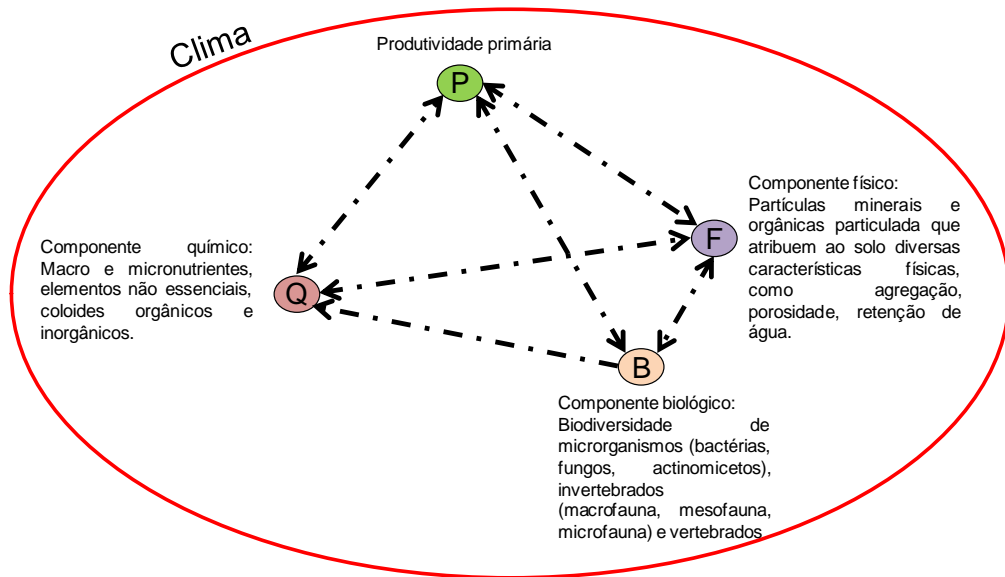 Clima
Produtividade primária
P
Componente físico:
Partículas minerais e
orgânicas particulada que
atribuem ao solo diversas
características físicas,
como agregação,
porosidade, retenção de
água.
F
Componente químico:
Macro e micronutrientes,
elementos não essenciais,
coloides orgânicos e
inorgânicos.
Q
B
Componente biológico:
Biodiversidade de
microrganismos (bactérias,
fungos, actinomicetos),
invertebrados
(macrofauna, mesofauna,
microfauna) e vertebrados